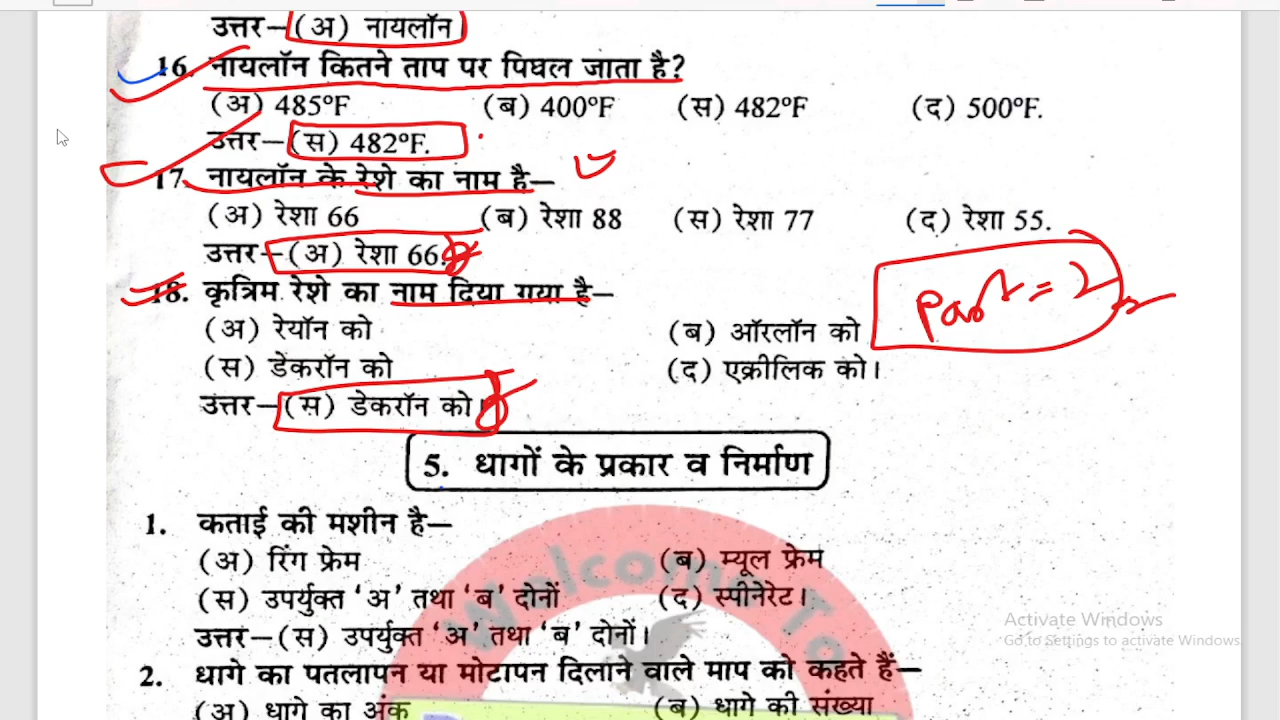 उत्तर–(अ) नायलॉन
16. नायलॉन कितने ताप पर पिघल जाता है?
(अ) 485°F (ब) 400°F (स) 482°F (द) 500°F.
उत्तर–(स) 482°F.
17. नायलॉन के रेशे का नाम है–
(अ) रेशा 66 (ब) रेशा 88 (स) रेशा 77 (द) रेशा 55.
उत्तर–(अ) रेशा 66.
18. कृत्रिम रेशे का नाम दिया गया है–
(अ) रेयॉन को (ब) ऑरलॉन को
(स) डेकरॉन को (द) एक्रीलिक को।
Part = 2
उत्तर–(स) डेकरॉन को।
5. धागों के प्रकार व निर्माण
1. कताई की मशीन है–
(अ) रिंग फ्रेम (ब) म्यूल फ्रेम
(स) उपर्युक्त ‘अ’ तथा ‘ब’ दोनों (द) स्पीनेरेट।
उत्तर–(स) उपर्युक्त ‘अ’ तथा ‘ब’ दोनों।
Welcome To
Activate Windows
Go to Settings to activate Windows.
2. धागे का पतलापन या मोटापन दिलाने वाले माप को कहते हैं–
(अ) धागे का अंक (ब) धागे की संख्या